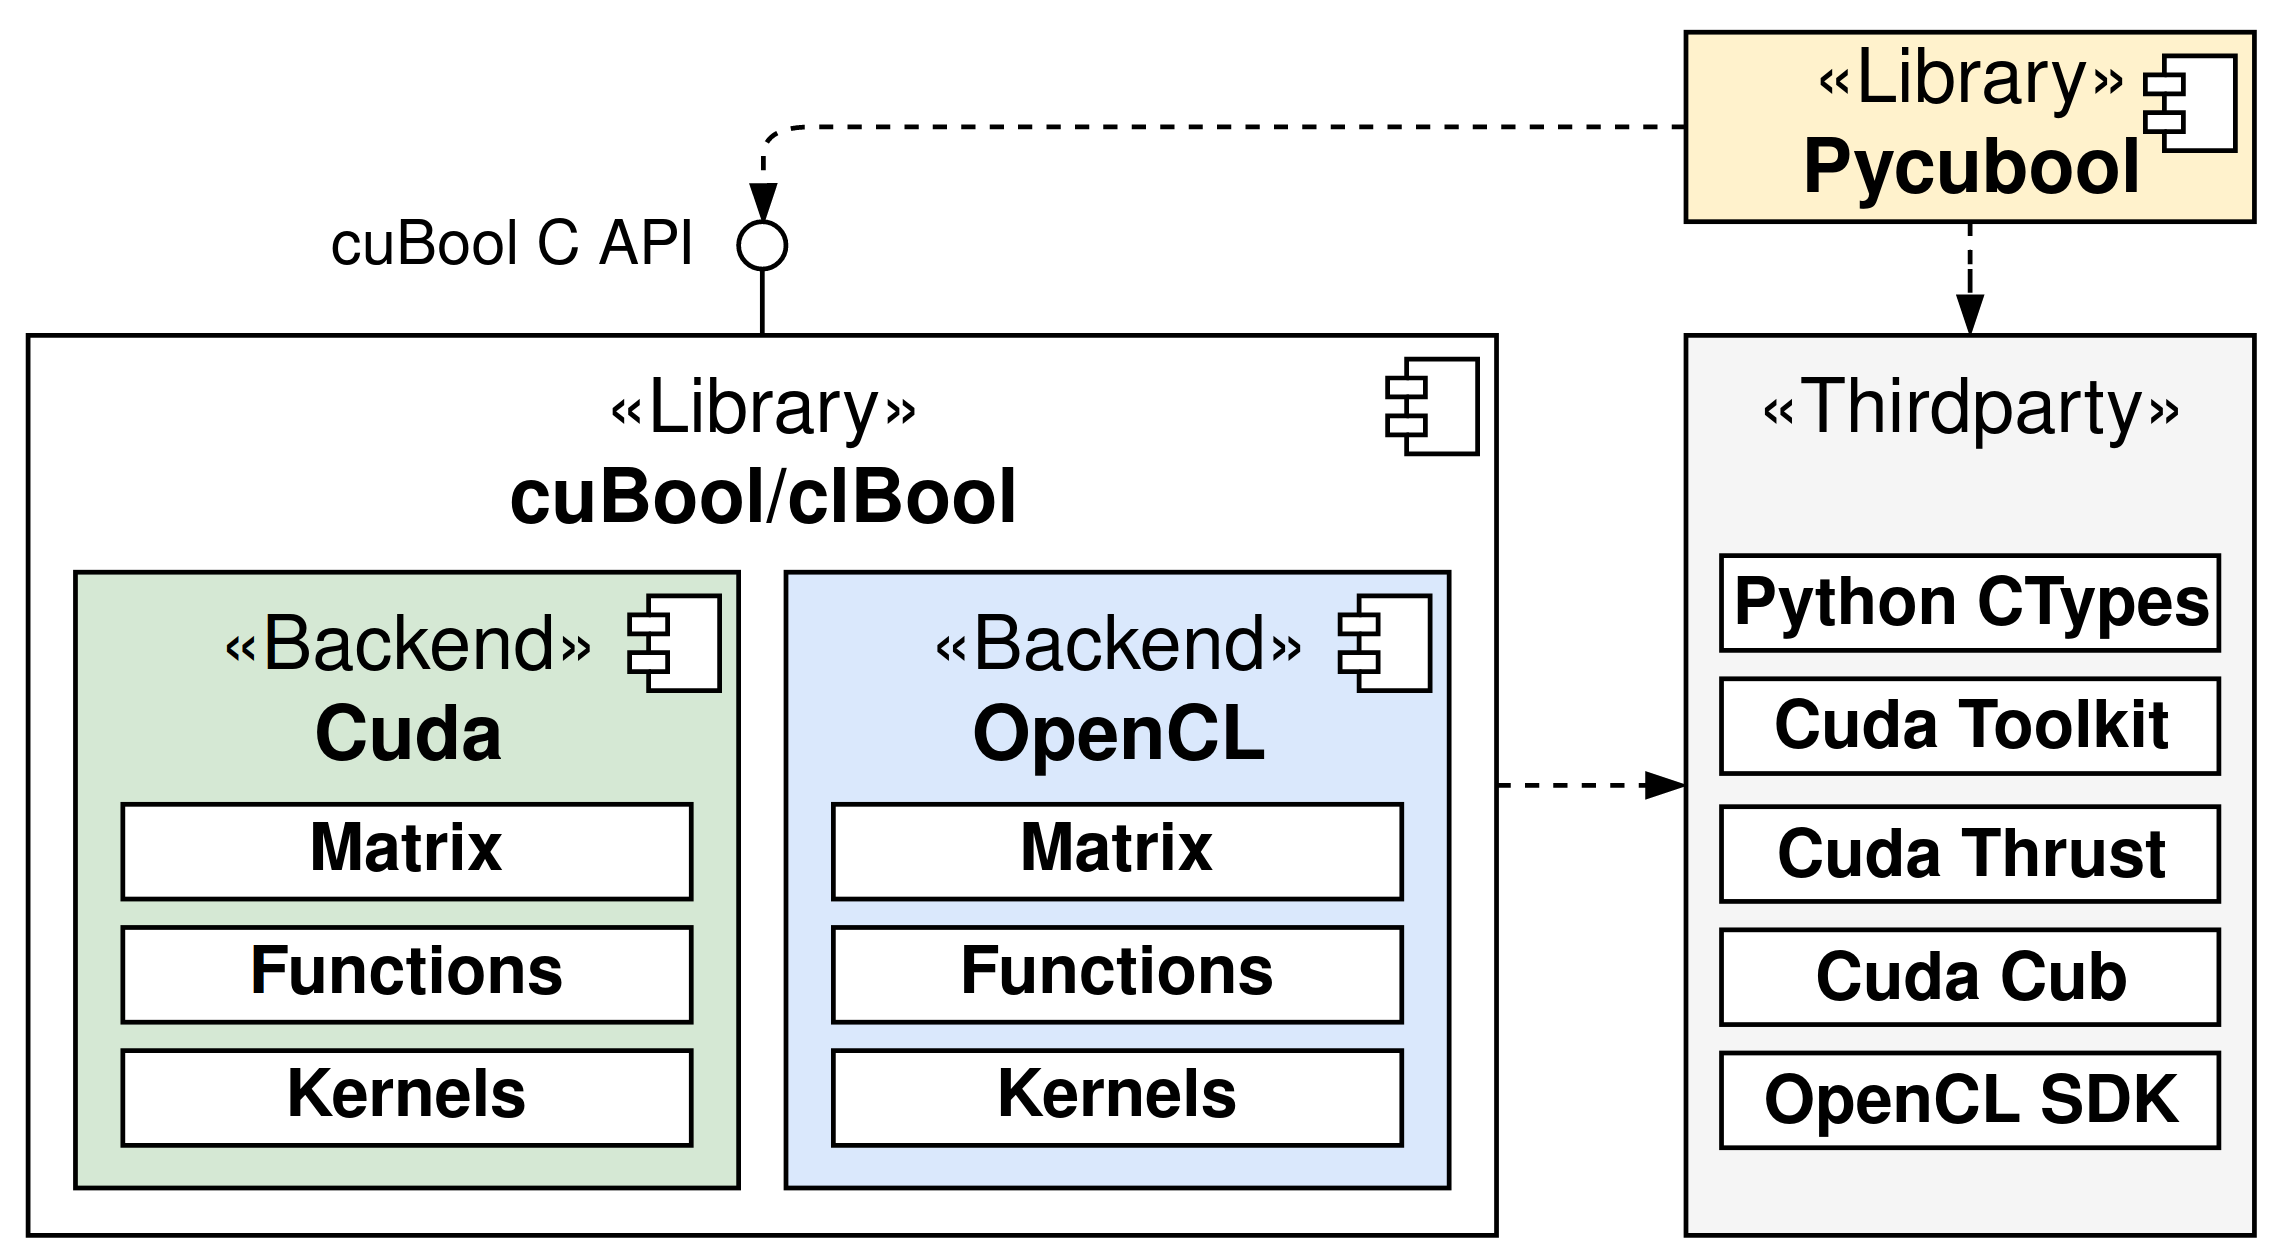 «Library»
Pycubool
cuBool C API
«Library»
cuBool/clBool
«Backend»
Cuda
Matrix
Functions
Kernels
«Backend»
OpenCL
Matrix
Functions
Kernels
«Thirdparty»
Python CTypes
Cuda Toolkit
Cuda Thrust
Cuda Cub
OpenCL SDK